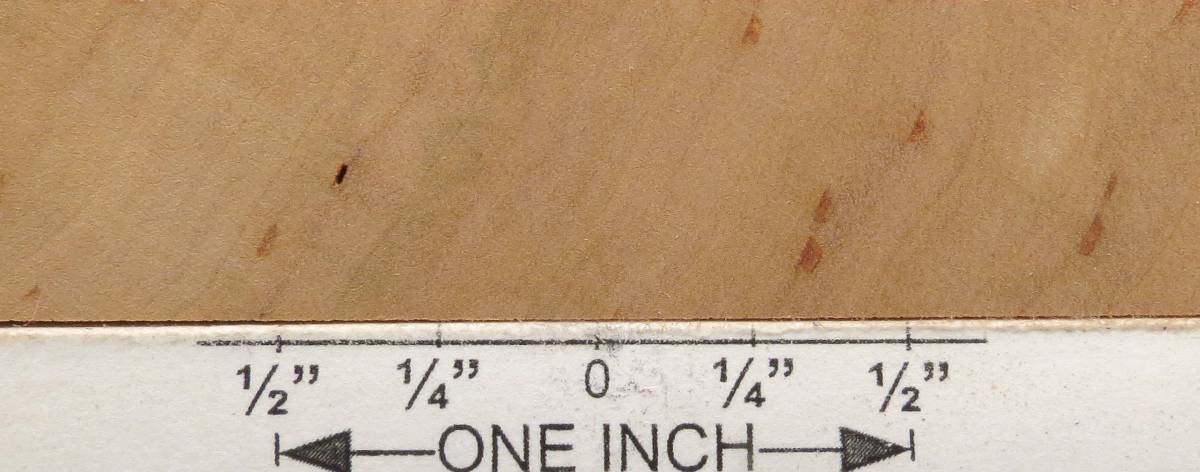 ½” ¼” 0 ¼” ½”
ONE INCH